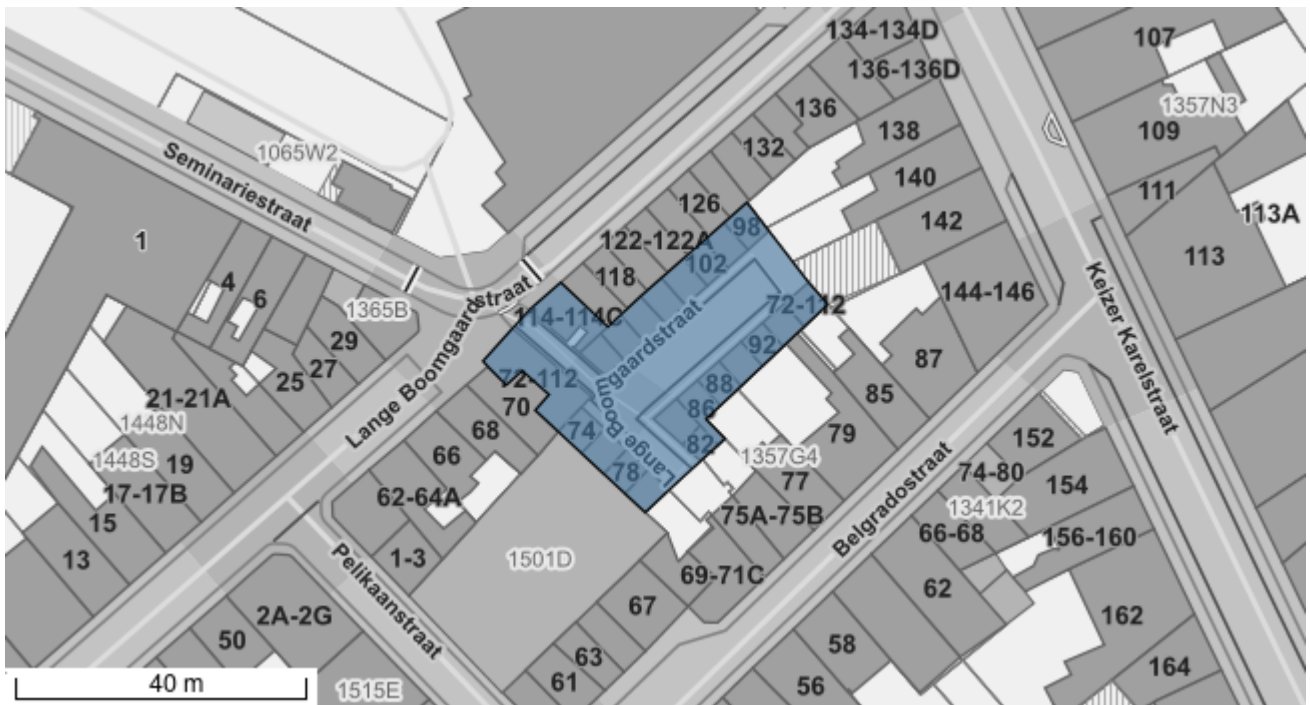 134-134D
107
136-136D
1357N3
136
109
138
1065W2
132
Seminariestraat
140
111
126
98
142
113A
122-122A
113
1
4
102
118
6
144-146
Keizer Karelstraat
1365B
Lange Boomgaardstraat
114-114C
72-112
29
92
27
87
25
72-112
88
85
21-21A
70
86
Lange Boomgaardstraat
1448N
68
74
82
79
152
1448S
19
66
78
1357G4
74-80
154
17-17B
62-64A
77
1341K2
15
75A-75B
66-68
Belgradostraat
156-160
13
1-3
1501D
69-71C
62
Pelikaanstraat
2A-2G
67
162
50
63
58
164
40 m
1515E
61
56